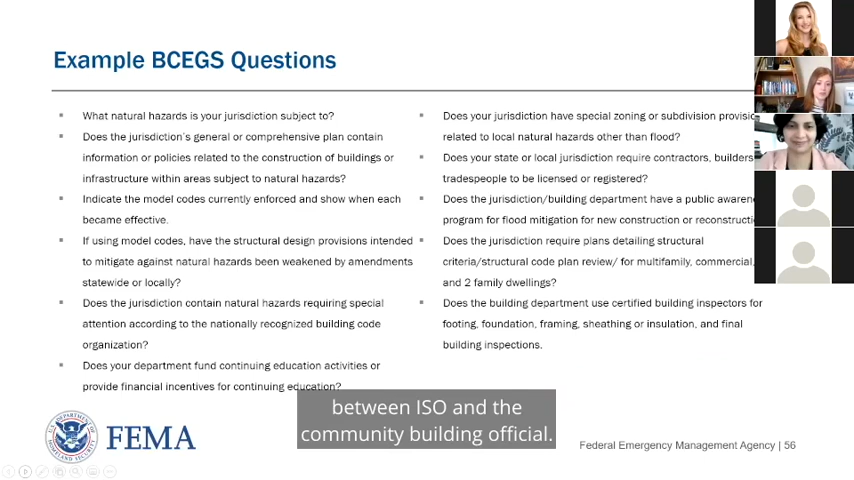 Example BCEGS Questions
What natural hazards is your jurisdiction subject to?
Does the jurisdiction's general or comprehensive plan contain
information or policies related to the construction of buildings or
infrastructure within areas subject to natural hazards?
Indicate the model codes currently enforced and show when each
became effective.
If using model codes, have the structural design provisions intended
to mitigate against natural hazards been weakened by amendments
statewide or locally?
Does the jurisdiction contain natural hazards requiring special
attention according to the nationally recognized building code
organization?
Does your department fund continuing education activities or
provide financial incentives for continuing education?
Does your jurisdiction have special zoning or subdivision
related to local natural hazards other than flood?
Does your state or local jurisdiction require contractors, builders
tradespeople to be licensed or registered?
Does the jurisdiction/building department have a public
program for flood mitigation for new construction or
Does the jurisdiction require plans detailing structural
criteria/structural code plan review/ for multifamily, commercial,
and 2 family dwellings?
Does the building department use certified building inspectors for
footing, foundation, framing, sheathing or insulation, and final
building inspections.
between ISO and the
community building official.
FEMA
Federal Emergency Management Agency | 56